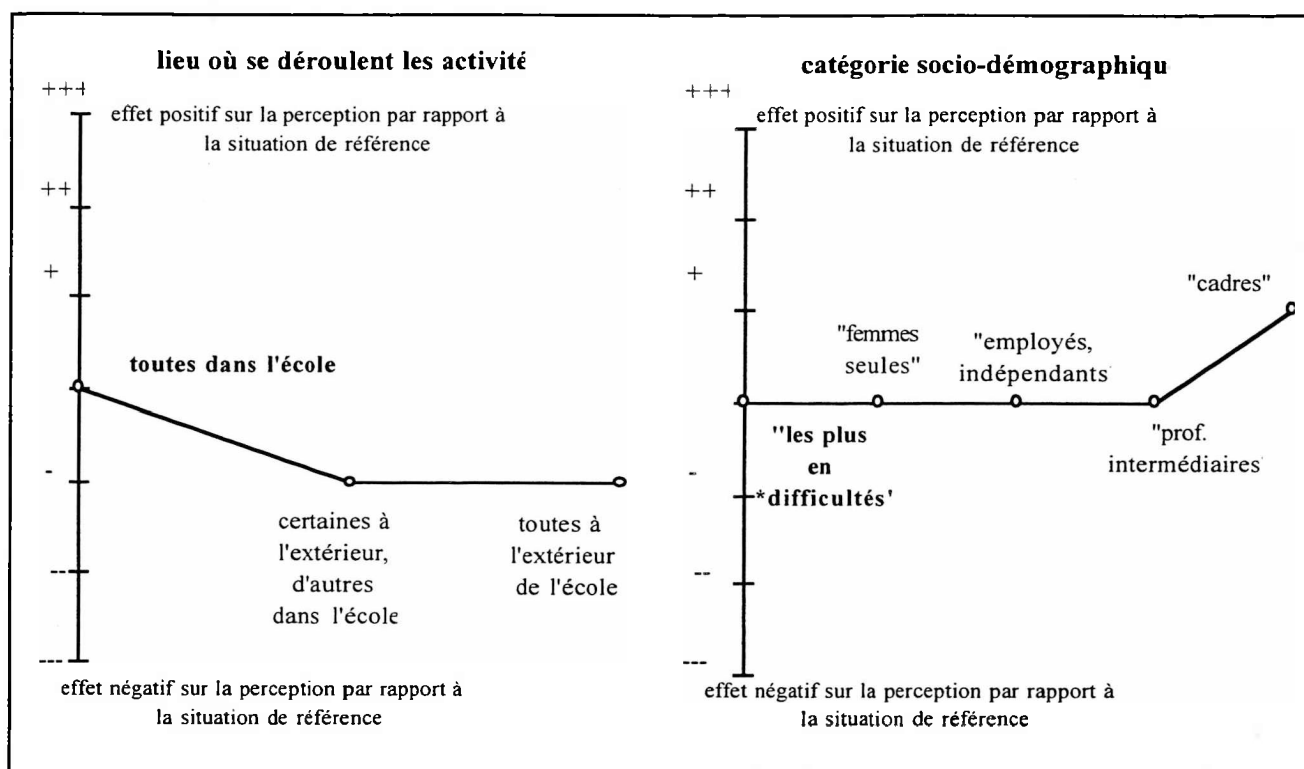 lieu où se déroulent les activité
+++
effet positif sur la perception par rapport à
la situation de référence
++
+
toutes dans l'école
-
certaines à
l'extérieur,
d'autres
dans l'école
toutes à
l'extérieur
de l'école
--
---
effet négatif sur la perception par rapport à
la situation de référence
catégorie socio-démographiqu
+++
effet positif sur la perception par rapport à
la situation de référence
++
+
"cadres"
"femmes
seules"
"employés,
indépendants
"les plus
en
*difficultés'
"prof.
intermédiaires
-
--
---
effet négatif sur la perception par rapport à
la situation de référence